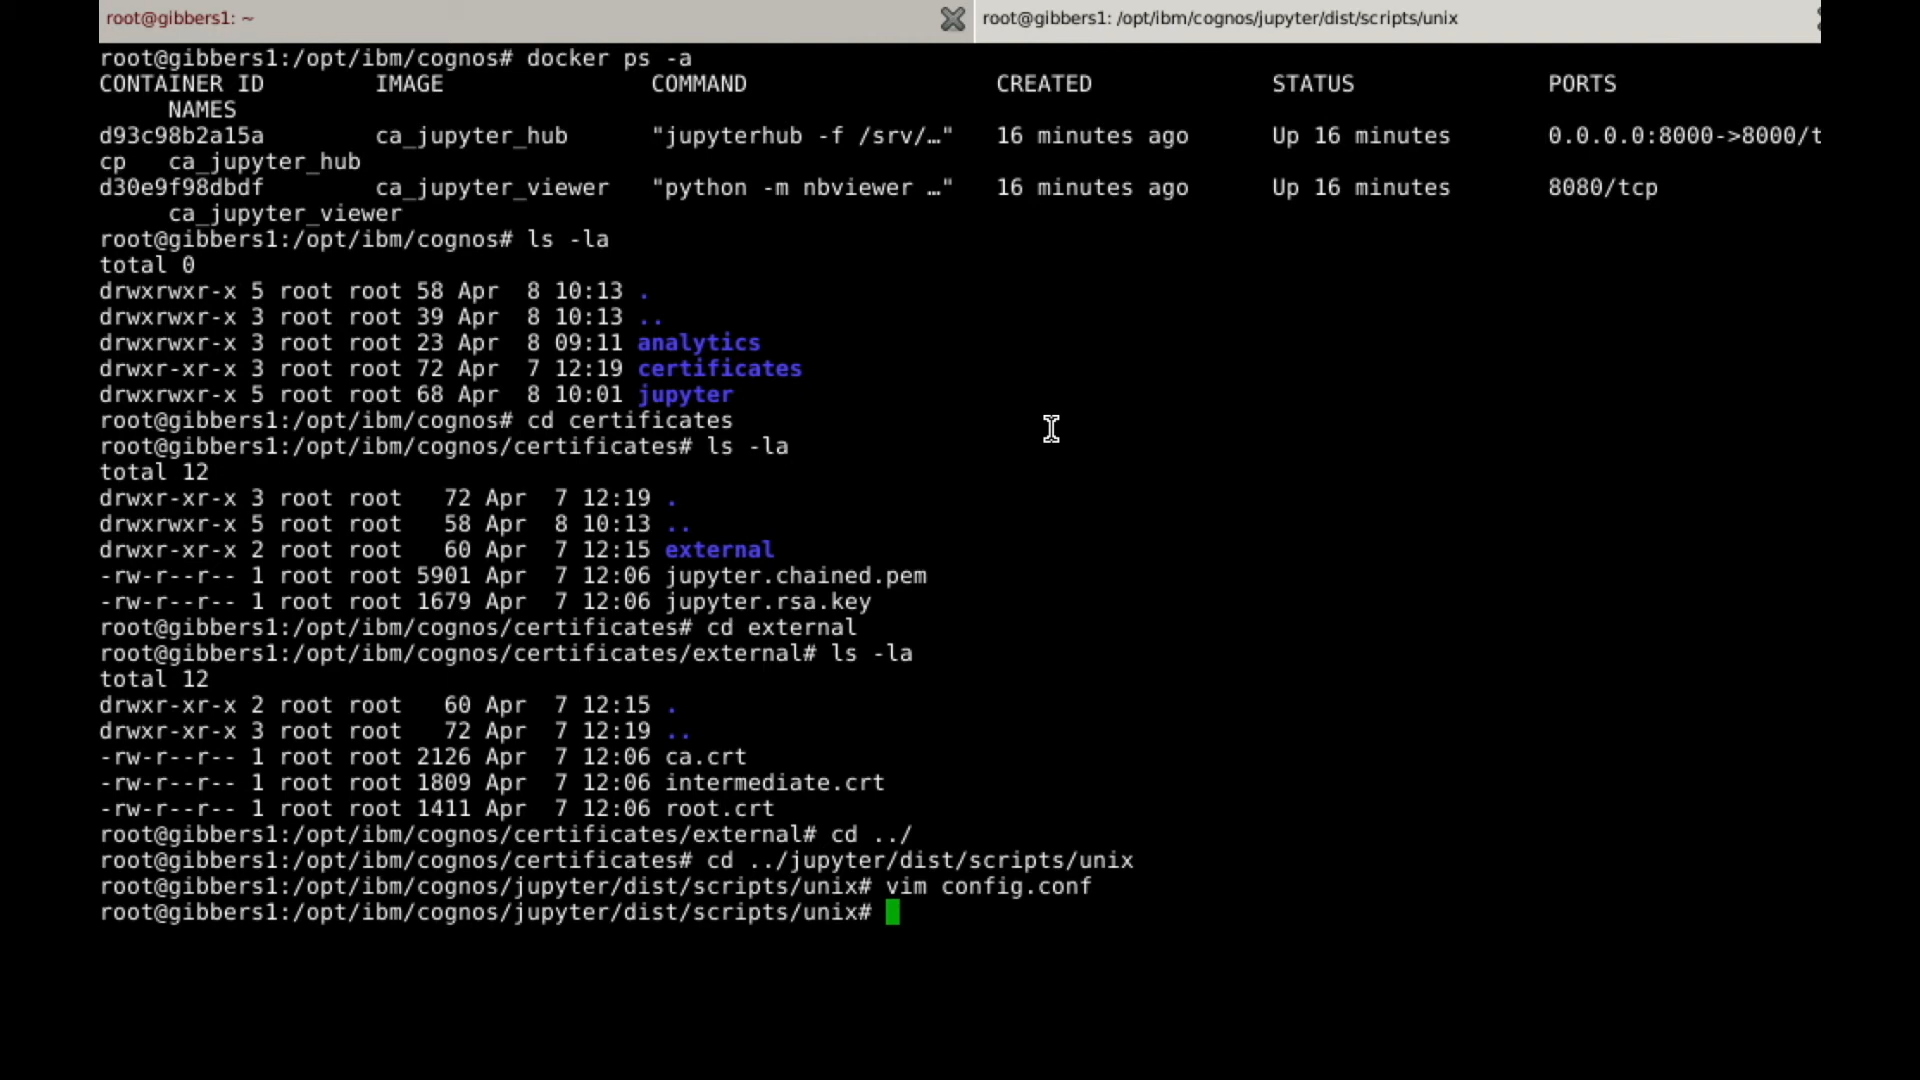 root@gibbers1: ~
root@gibbers1: /opt/ibm/cognos/jupyter/dist/scripts/unix
root@gibbers1:/opt/ibm/cognos# docker ps -a
CONTAINER ID        IMAGE               COMMAND                  CREATED             STATUS              PORTS
     NAMES
d93c98b2a15a        ca_jupyter_hub      "jupyterhub -f /srv/…"   16 minutes ago      Up 16 minutes       0.0.0.0:8000->8000/t
cp   ca_jupyter_hub
d30e9f98dbdf        ca_jupyter_viewer   "python -m nbviewer …"   16 minutes ago      Up 16 minutes       8080/tcp
     ca_jupyter_viewer
root@gibbers1:/opt/ibm/cognos# ls -la
total 0
drwxrwxr-x 5 root root 58 Apr  8 10:13 .
drwxrwxr-x 3 root root 39 Apr  8 10:13 ..
drwxrwxr-x 3 root root 23 Apr  8 09:11 analytics
drwxr-xr-x 3 root root 72 Apr  7 12:19 certificates
drwxrwxr-x 5 root root 68 Apr  8 10:01 jupyter
root@gibbers1:/opt/ibm/cognos# cd certificates
root@gibbers1:/opt/ibm/cognos/certificates# ls -la
total 12
drwxr-xr-x 3 root root   72 Apr  7 12:19 .
drwxrwxr-x 5 root root   58 Apr  8 10:13 ..
drwxr-xr-x 2 root root   60 Apr  7 12:15 external
-rw-r--r-- 1 root root 5901 Apr  7 12:06 jupyter.chained.pem
-rw-r--r-- 1 root root 1679 Apr  7 12:06 jupyter.rsa.key
root@gibbers1:/opt/ibm/cognos/certificates# cd external
root@gibbers1:/opt/ibm/cognos/certificates/external# ls -la
total 12
drwxr-xr-x 2 root root   60 Apr  7 12:15 .
drwxr-xr-x 3 root root   72 Apr  7 12:19 ..
-rw-r--r-- 1 root root 2126 Apr  7 12:06 ca.crt
-rw-r--r-- 1 root root 1809 Apr  7 12:06 intermediate.crt
-rw-r--r-- 1 root root 1411 Apr  7 12:06 root.crt
root@gibbers1:/opt/ibm/cognos/certificates/external# cd ../
root@gibbers1:/opt/ibm/cognos/certificates# cd ../jupyter/dist/scripts/unix
root@gibbers1:/opt/ibm/cognos/jupyter/dist/scripts/unix# vim config.conf
root@gibbers1:/opt/ibm/cognos/jupyter/dist/scripts/unix#